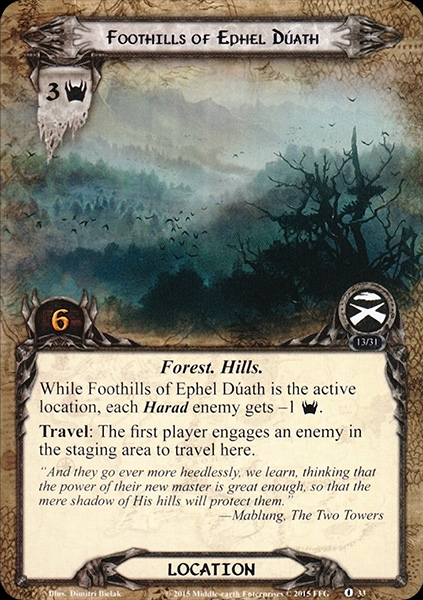 Foothills of Ephel Dúath
3
6
13/31
Forest. Hills.
While Foothills of Ephel Dúath is the active
location, each Harad enemy gets –1 .
Travel: The first player engages an enemy in
the staging area to travel here.
“And they go ever more heedlessly, we learn, thinking that
the power of their new master is great enough, so that the
mere shadow of His hills will protect them.”
—Mablung, The Two Towers
LOCATION
Illus. Dimitri Bielak © 2015 Middle-earth Enterprises © 2015 FFG 33